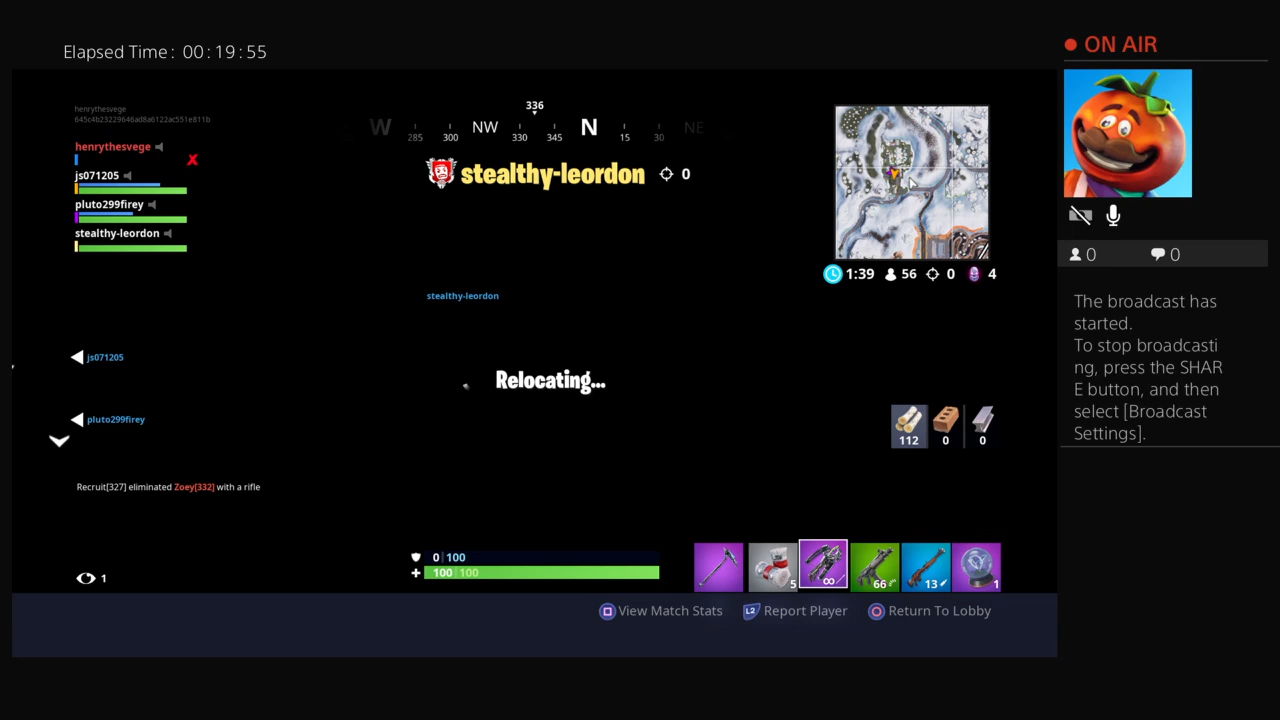 Elapsed Time: 00:19:55
ON AIR
henrythesvege
645c4b23229646ad8a6122ac551e811b
henrythesvege
X
js071205
pluto299firey
stealthy-leordon
336
W 285 300 NW 330 345 N 15 30 NE
stealthy-leordon 0
stealthy-leordon
Relocating...
js071205
pluto299firey
Recruit[327] eliminated Zoey[332] with a rifle
1
0 | 100
100 | 100
1:39 56 0 4
112 0 0
5 ∞ 66 13 1
View Match Stats L2 Report Player Return To Lobby
0 0
The broadcast has
started.
To stop broadcasti
ng, press the SHAR
E button, and then
select [Broadcast
Settings].